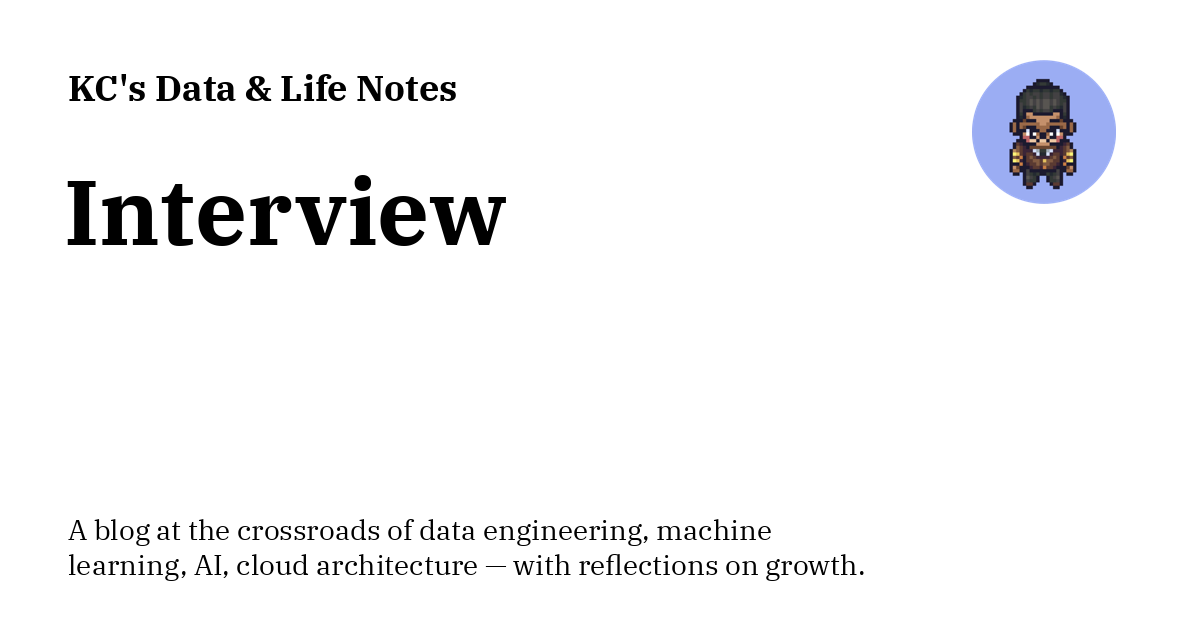 KC's Data & Life Notes
Interview
A blog at the crossroads of data engineering, machine
learning, AI, cloud architecture — with reflections on growth.